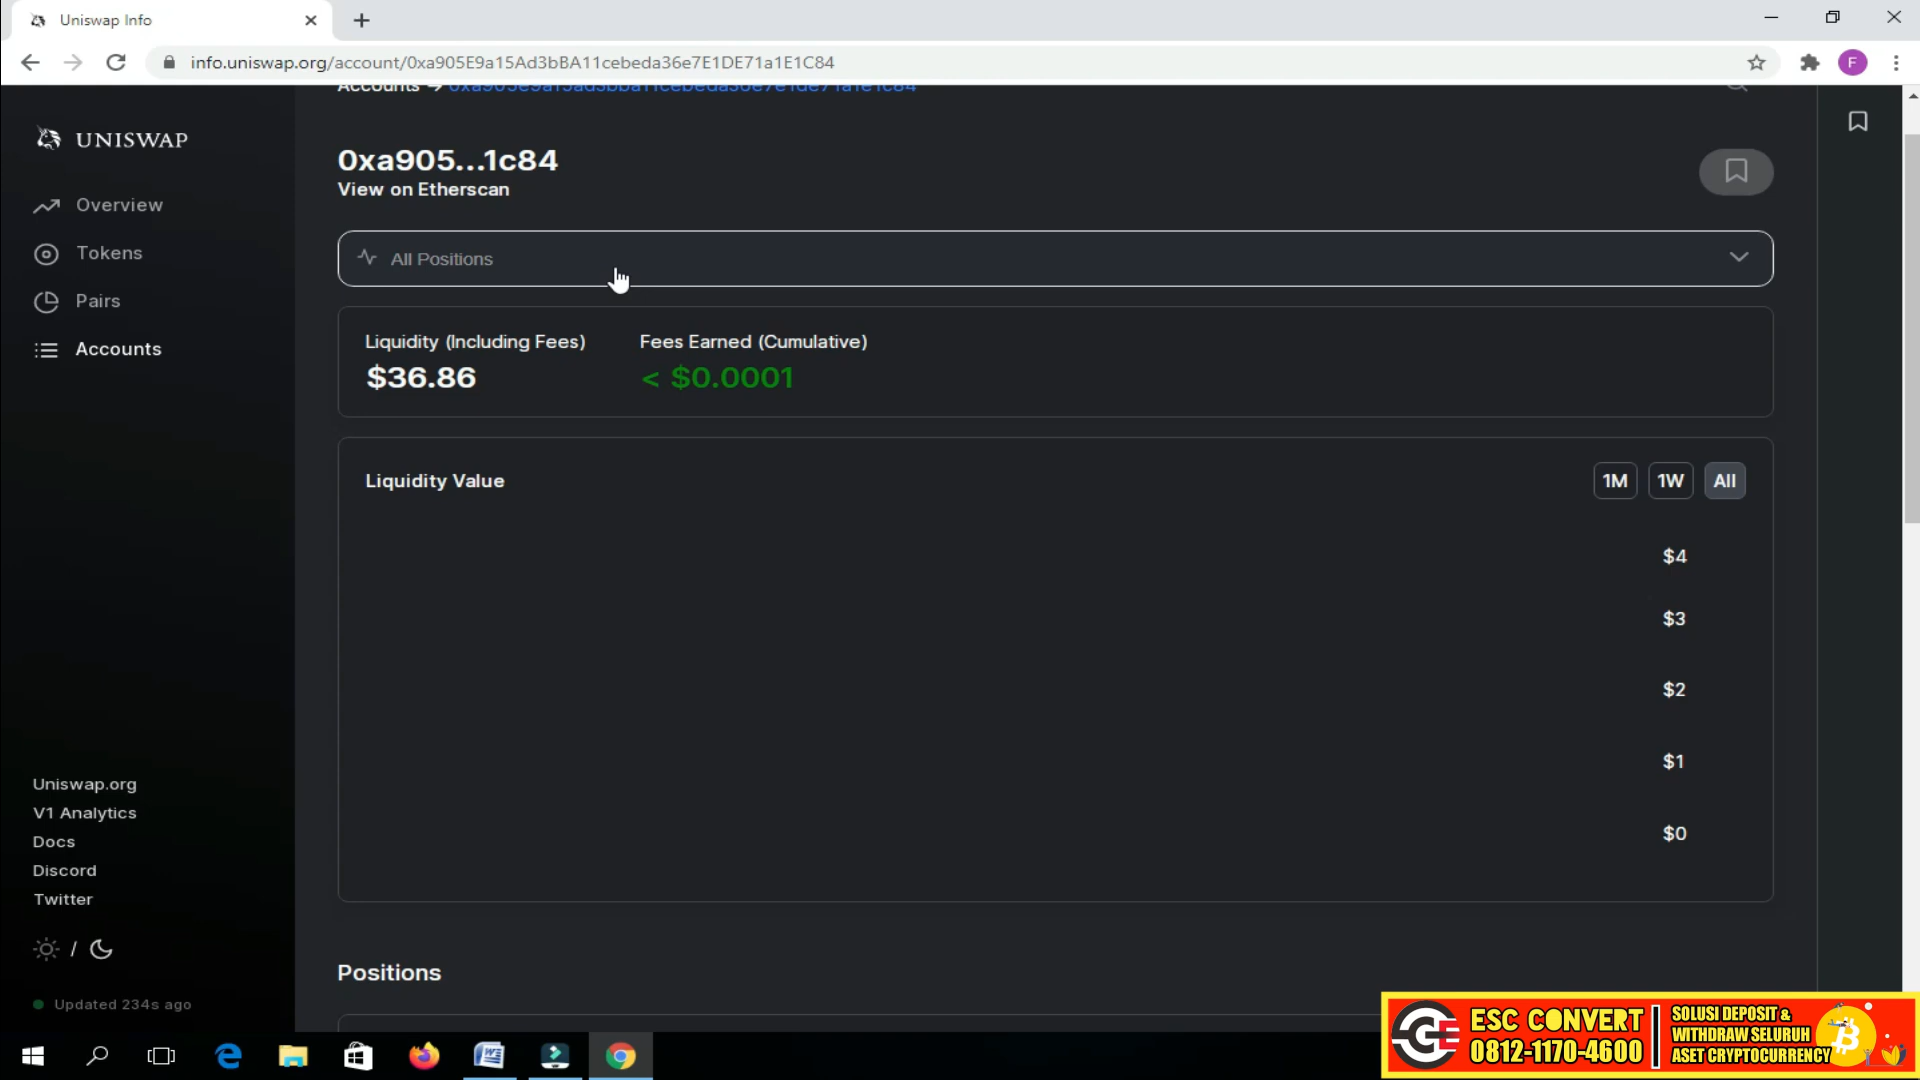 Uniswap Info
info.uniswap.org/account/0xa905E9a15Ad3bBA11cebeda36e7E1DE71a1E1C84
F
Accounts → 0xa905e9a15ad3bba11cebeda36e7e1de71a1e1c84
UNISWAP
Overview
Tokens
Pairs
Accounts
0xa905...1c84
View on Etherscan
All Positions
Liquidity (Including Fees)
$36.86
Fees Earned (Cumulative)
< $0.0001
Liquidity Value
1M
1W
All
$4
$3
$2
$1
$0
Positions
Uniswap.org
V1 Analytics
Docs
Discord
Twitter
/
Updated 234s ago
ESC CONVERT
0812-1170-4600
SOLUSI DEPOSIT &
WITHDRAW SELURUH
ASET CRYPTOCURRENCY